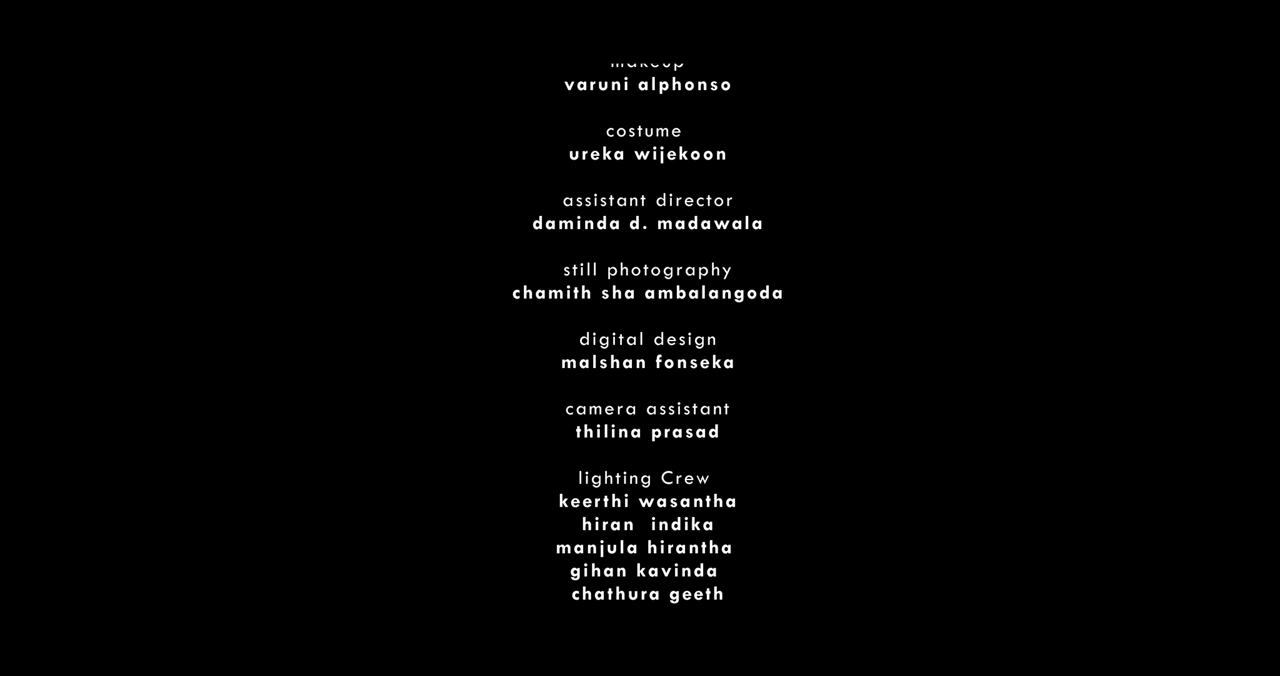 makeup
varuni alphonso
costume
ureka wijekoon
assistant director
daminda d. madawala
still photography
chamith sha ambalangoda
digital design
malshan fonseka
camera assistant
thilina prasad
lighting Crew
keerthi wasantha
hiran indika
manjula hirantha
gihan kavinda
chathura geeth